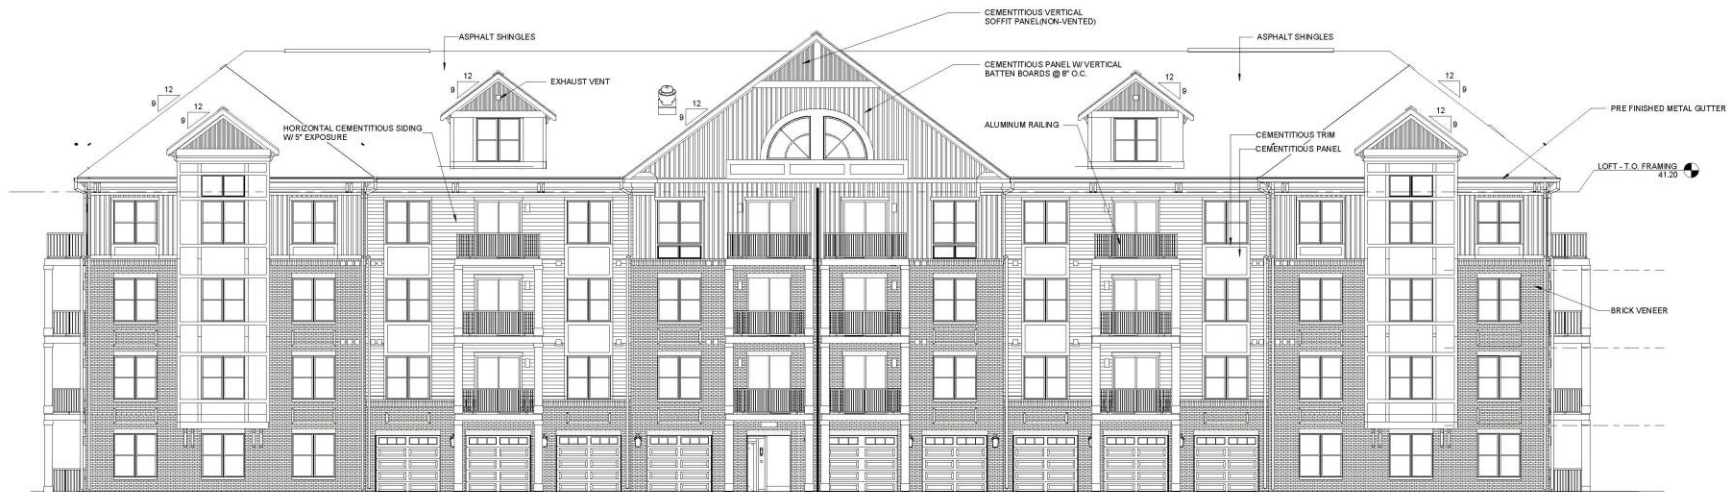 CEMENTITIOUS VERTICAL
SOFFIT PANEL(NON-VENTED)
ASPHALT SHINGLES
ASPHALT SHINGLES
CEMENTITIOUS PANEL W/ VERTICAL
BATTEN BOARDS @ 8" O.C.
EXHAUST VENT
12
9
12
9
12
9
12
9
12
9
12
9
12
9
PRE FINISHED METAL GUTTER
HORIZONTAL CEMENTITIOUS SIDING
W/ 5" EXPOSURE
ALUMINUM RAILING
CEMENTITIOUS TRIM
CEMENTITIOUS PANEL
LOFT - T.O. FRAMING
41.20
BRICK VENEER